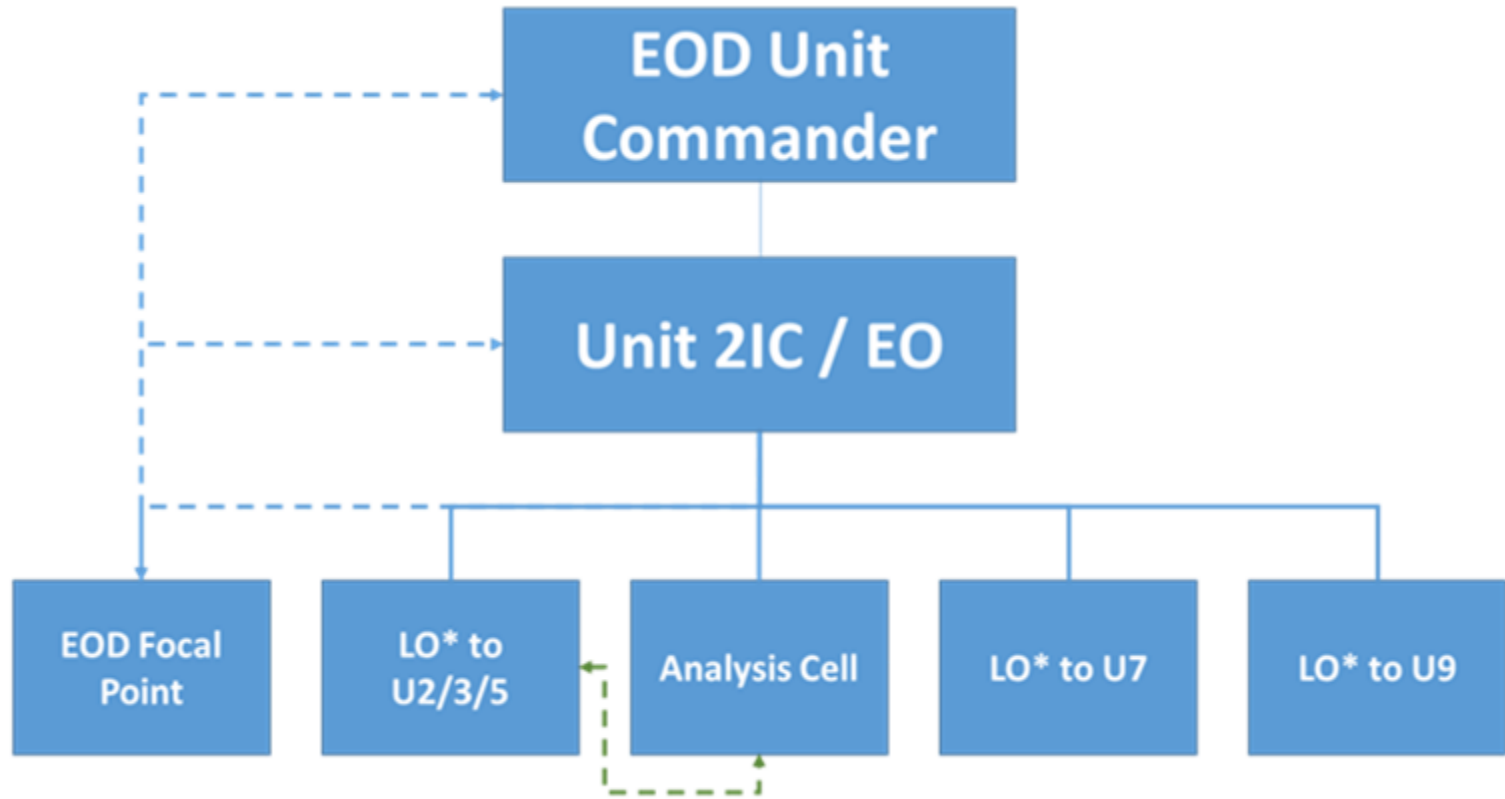 EOD Unit
Commander
Unit 2IC / EO
EOD Focal
Point
LO* to
U2/3/5
Analysis Cell
LO* to U7
LO* to U9